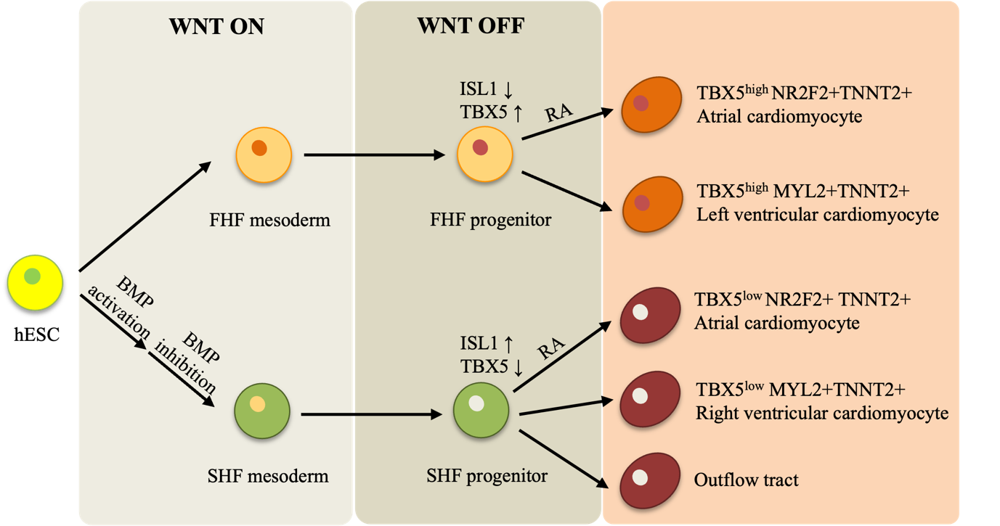 WNT ON
WNT OFF
ISL1 ↓
TBX5 ↑
RA
TBX5high NR2F2+TNNT2+
Atrial cardiomyocyte
FHF mesoderm
FHF progenitor
TBX5high MYL2+TNNT2+
Left ventricular cardiomyocyte
hESC
BMP
activation
BMP
inhibition
ISL1 ↑
TBX5 ↓
RA
TBX5low NR2F2+ TNNT2+
Atrial cardiomyocyte
TBX5low MYL2+TNNT2+
Right ventricular cardiomyocyte
SHF mesoderm
SHF progenitor
Outflow tract